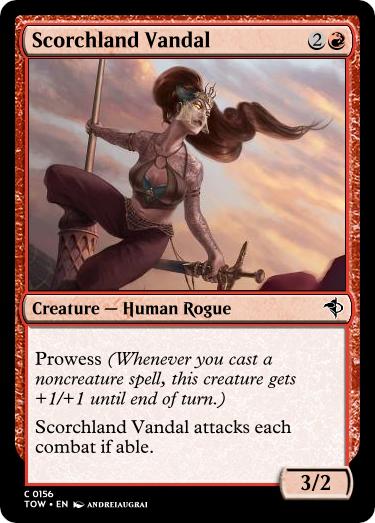 Scorchland Vandal 2
Creature — Human Rogue
Prowess (Whenever you cast a
noncreature spell, this creature gets
+1/+1 until end of turn.)
Scorchland Vandal attacks each
combat if able.
3/2
C 0156
TOW • EN ANDREIAUGRAI